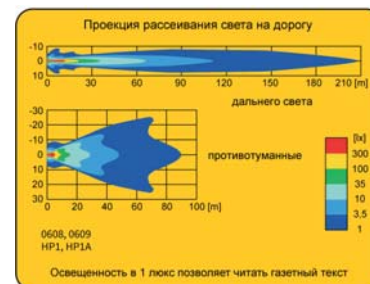 Проекция рассеивания света на дорогу
-10
0
10
0 30 60 90 120 150 180 210 [m]
дальнего света
-30
-20
-10
0
10
20
30
0 20 40 60 80 100 [m]
противотуманные
[lx]
300
100
35
10
3,5
1
0608, 0609
HP1, HP1A
Освещенность в 1 люкс позволяет читать газетный текст